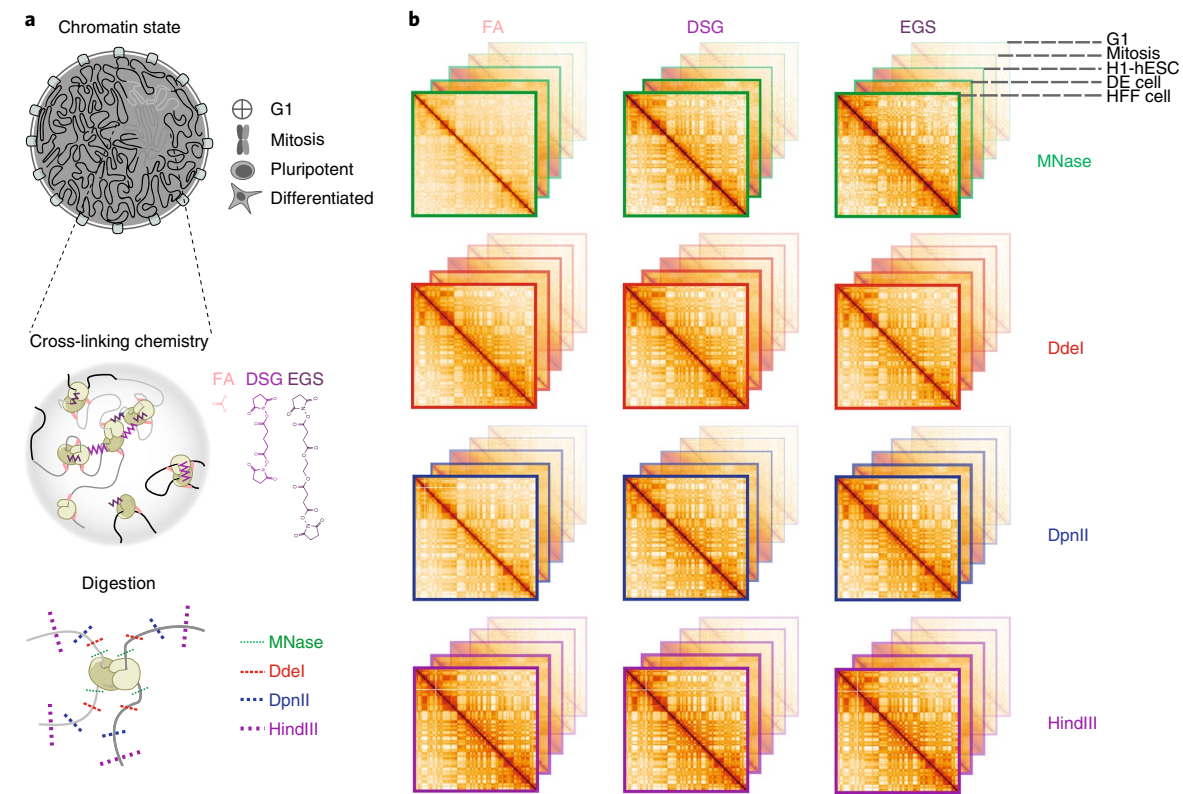 a
Chromatin state
G1
Mitosis
Pluripotent
Differentiated
Cross-linking chemistry
FA DSG EGS
Digestion
MNase
DdeI
DpnII
HindIII
b
FA DSG EGS
G1
Mitosis
H1-hESC
DE cell
HFF cell
MNase
DdeI
DpnII
HindIII